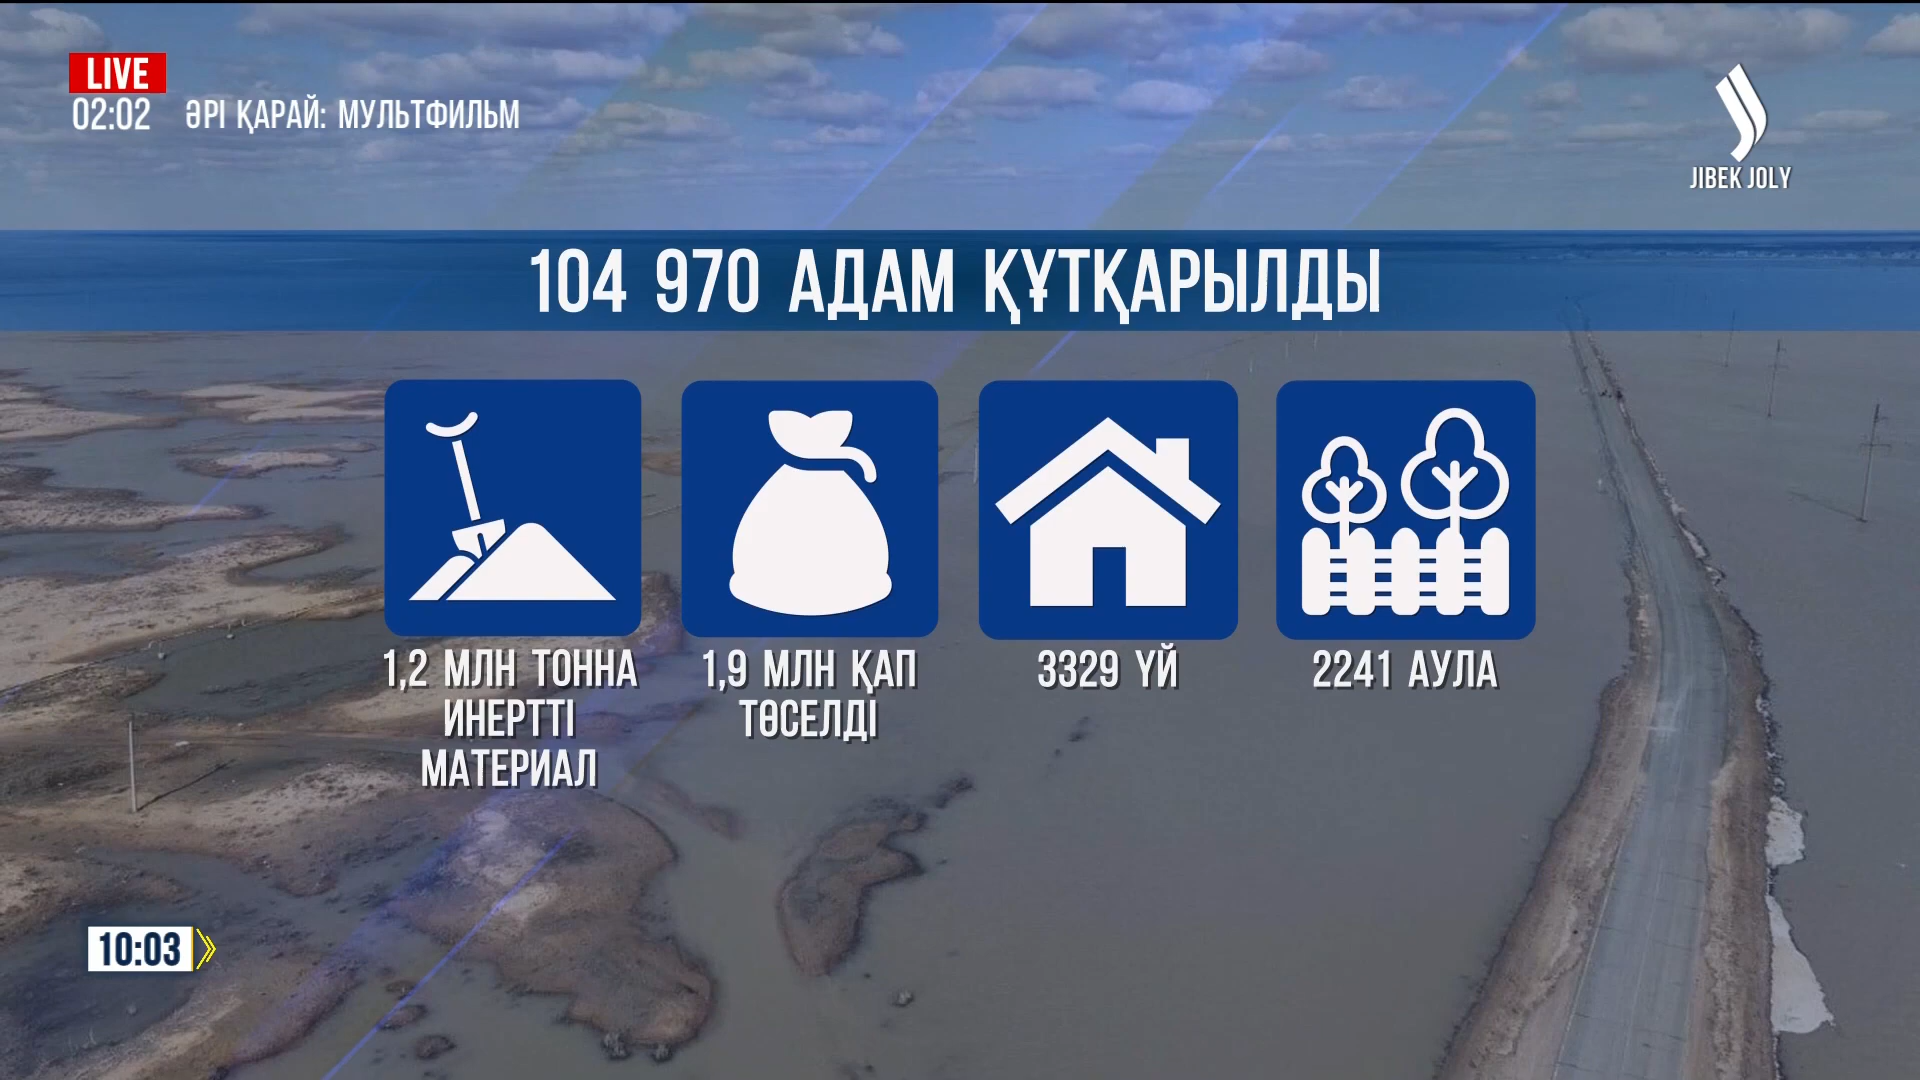 LIVE
02:02 ӘРІ ҚАРАЙ: МУЛЬТФИЛЬМ
JIBEK JOLY
104 970 АДАМ ҚҰТҚАРЫЛДЫ
1,2 МЛН ТОННА
ИНЕРТТІ
МАТЕРИАЛ
1,9 МЛН ҚАП
ТӨСЕЛДІ
3329 ҮЙ
2241 АУЛА
10:03